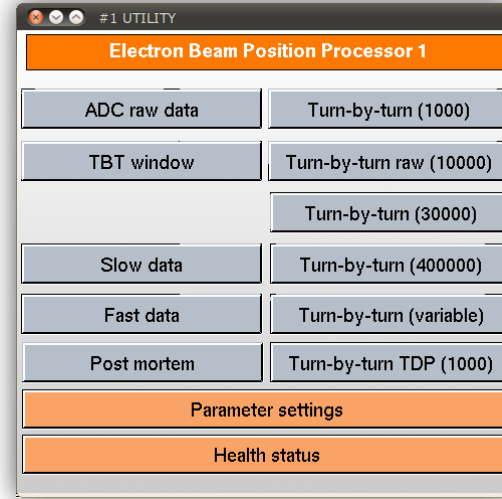 #1 UTILITY
Electron Beam Position Processor 1
ADC raw data
Turn-by-turn (1000)
TBT window
Turn-by-turn raw (10000)
Turn-by-turn (30000)
Slow data
Turn-by-turn (400000)
Fast data
Turn-by-turn (variable)
Post mortem
Turn-by-turn TDP (1000)
Parameter settings
Health status